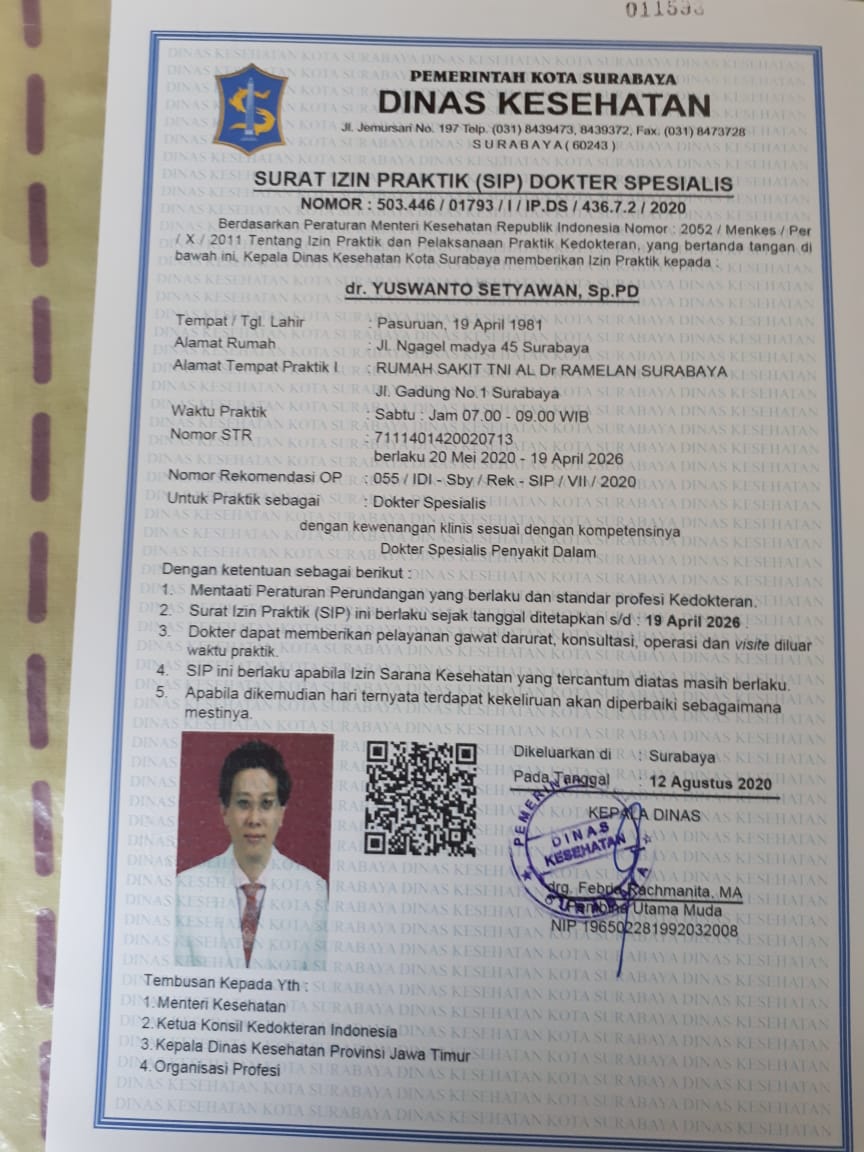 PEMERINTAH KOTA SURABAYA
DINAS KESEHATAN
Jl. Jemursari No. 197 Telp. (031) 8439473, 8439372, Fax. (031) 8473728
SURABAYA ( 60243 )
SURAT IZIN PRAKTIK (SIP) DOKTER SPESIALIS
NOMOR : 503.446 / 01793 / I / IP.DS / 436.7.2 / 2020
Berdasarkan Peraturan Menteri Kesehatan Republik Indonesia Nomor : 2052 / Menkes / Per
/ X / 2011 Tentang Izin Praktik dan Pelaksanaan Praktik Kedokteran, yang bertanda tangan di
bawah ini, Kepala Dinas Kesehatan Kota Surabaya memberikan Izin Praktik kepada :
dr. YUSWANTO SETYAWAN, Sp.PD
Tempat / Tgl. Lahir : Pasuruan, 19 April 1981
Alamat Rumah : Jl. Ngagel madya 45 Surabaya
Alamat Tempat Praktik I : RUMAH SAKIT TNI AL Dr RAMELAN SURABAYA
Jl. Gadung No.1 Surabaya
Waktu Praktik : Sabtu : Jam 07.00 - 09.00 WIB
Nomor STR : 7111401420020713
berlaku 20 Mei 2020 - 19 April 2026
Nomor Rekomendasi OP : 055 / IDI - Sby / Rek - SIP / VII / 2020
Untuk Praktik sebagai : Dokter Spesialis
dengan kewenangan klinis sesuai dengan kompetensinya
Dokter Spesialis Penyakit Dalam
Dengan ketentuan sebagai berikut :
1. Mentaati Peraturan Perundangan yang berlaku dan standar profesi Kedokteran.
2. Surat Izin Praktik (SIP) ini berlaku sejak tanggal ditetapkan s/d : 19 April 2026
3. Dokter dapat memberikan pelayanan gawat darurat, konsultasi, operasi dan visite diluar
waktu praktik.
4. SIP ini berlaku apabila Izin Sarana Kesehatan yang tercantum diatas masih berlaku.
5. Apabila dikemudian hari ternyata terdapat kekeliruan akan diperbaiki sebagaimana
mestinya.
Dikeluarkan di : Surabaya
Pada Tanggal : 12 Agustus 2020
KEPALA DINAS
DINAS
KESEHATAN
drg. Febria Rachmanita, MA
Pembina Utama Muda
NIP 196502281992032008
Tembusan Kepada Yth :
1. Menteri Kesehatan
2. Ketua Konsil Kedokteran Indonesia
3. Kepala Dinas Kesehatan Provinsi Jawa Timur
4. Organisasi Profesi